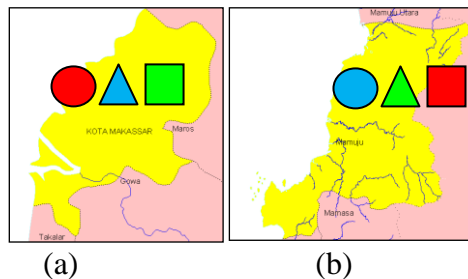 KOTA MAKASSAR
Maros
Gowa
Takalar
(a)
Mamuju Utara
Mamuju
Mamasa
(b)